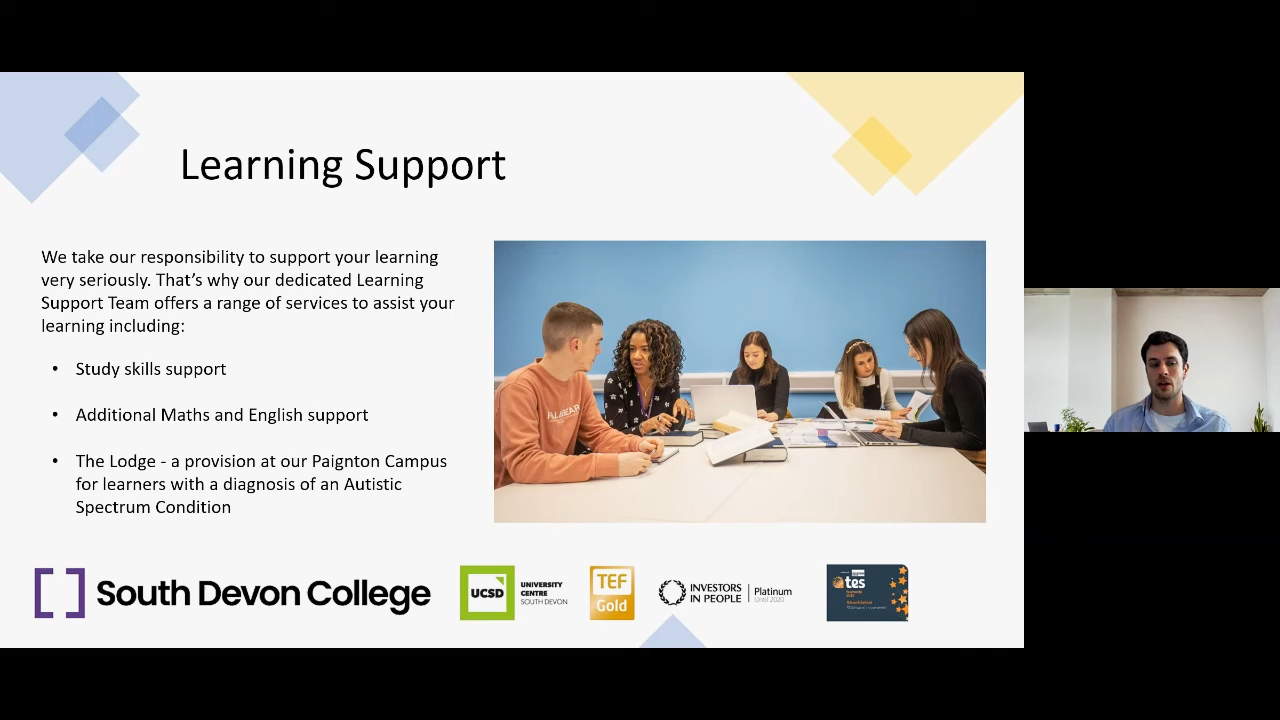 Learning Support
We take our responsibility to support your learning
very seriously. That’s why our dedicated Learning
Support Team offers a range of services to assist your
learning including:
• Study skills support
• Additional Maths and English support
• The Lodge - a provision at our Paignton Campus
for learners with a diagnosis of an Autistic
Spectrum Condition
South Devon College
UCSD
UNIVERSITY
CENTRE
SOUTH DEVON
TEF
Gold
INVESTORS
IN PEOPLE
Platinum
Until 2020
tes